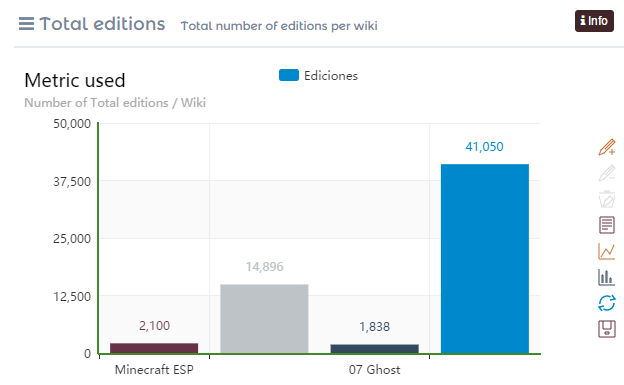 Total editions
Total number of editions per wiki
i Info
Metric used
Ediciones
Number of Total editions / Wiki
50,000
41,050
37,500
25,000
14,896
12,500
2,100
1,838
0
Minecraft ESP
07 Ghost